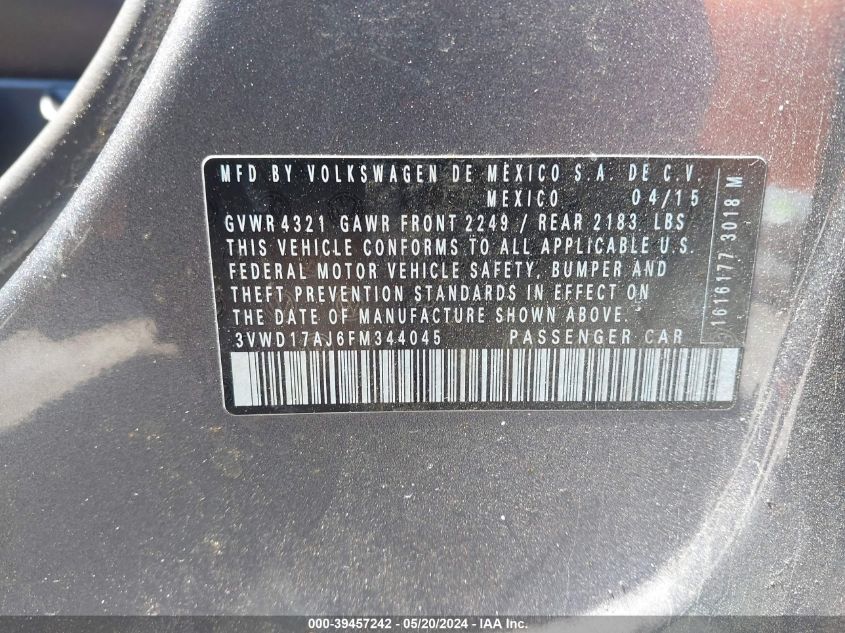 MFD BY VOLKSWAGEN DE MEXICO S.A. DE C.V.
MEXICO 04/15
GVWR 4321 GAWR FRONT 2249 / REAR 2183 LBS
THIS VEHICLE CONFORMS TO ALL APPLICABLE U.S.
FEDERAL MOTOR VEHICLE SAFETY, BUMPER AND
THEFT PREVENTION STANDARDS IN EFFECT ON
THE DATE OF MANUFACTURE SHOWN ABOVE.
3VWD17AJ6FM344045 PASSENGER CAR
1616177 3018 M
000-39457242 - 05/20/2024 - IAA Inc.